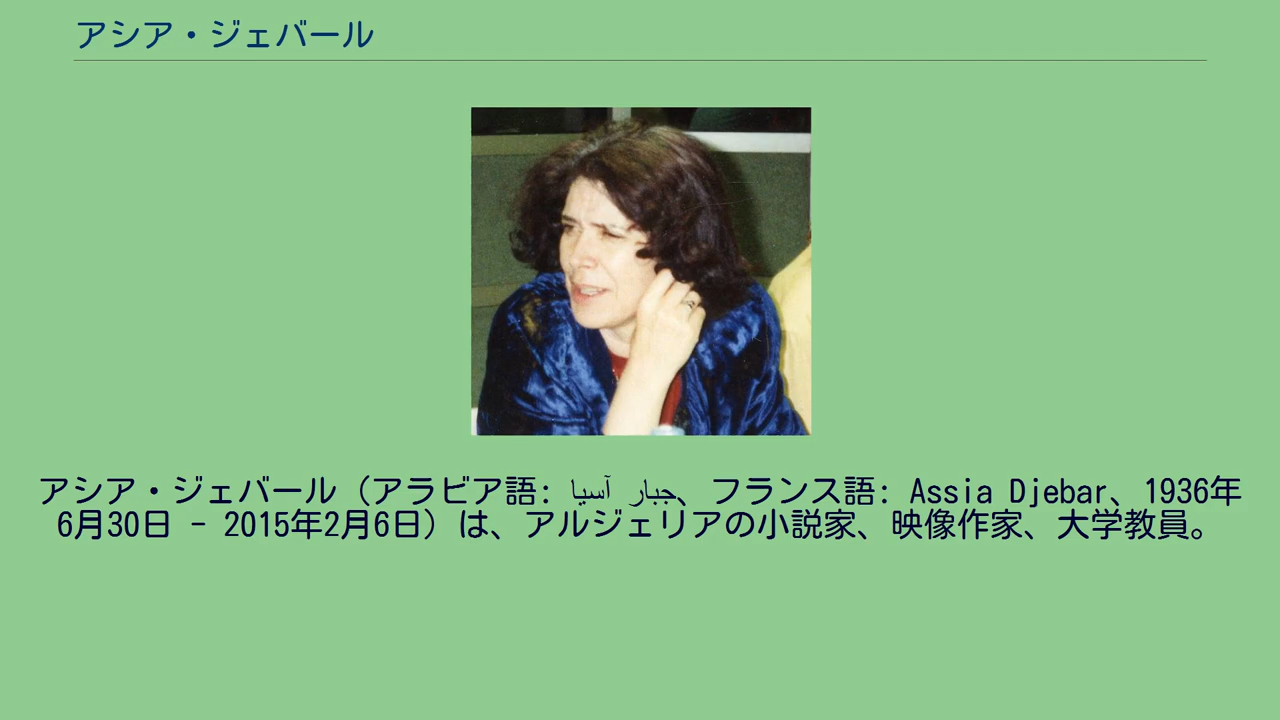 アシア・ジェバール
アシア・ジェバール（アラビア語: جبار آسيا、フランス語: Assia Djebar、1936年
6月30日 - 2015年2月6日）は、アルジェリアの小説家、映像作家、大学教員。